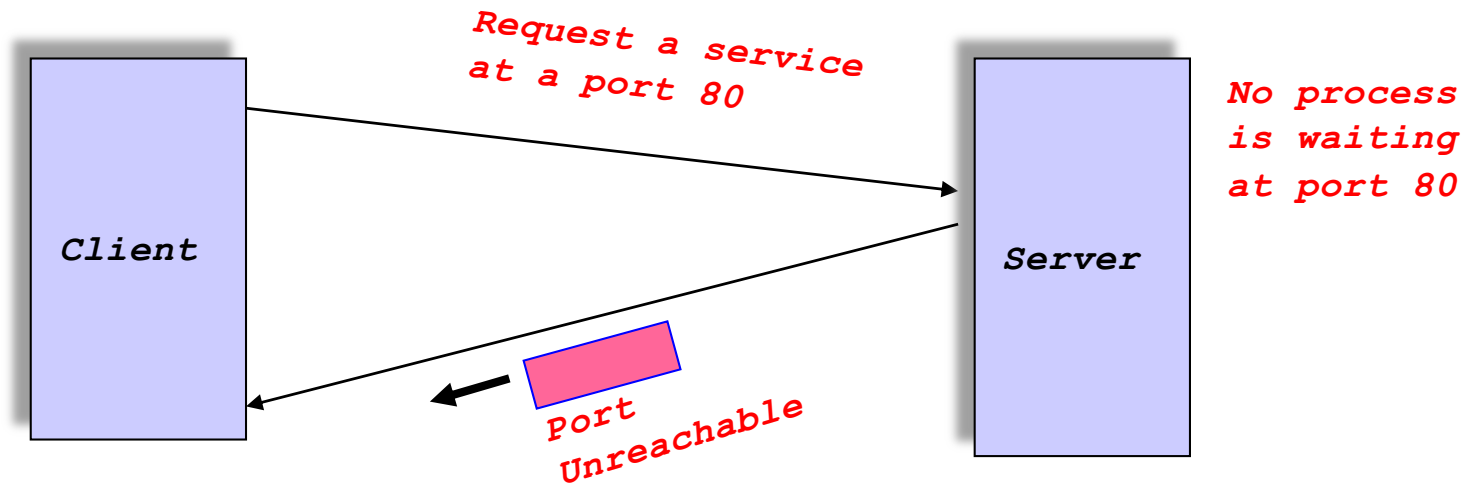 Request a service
at a port 80
No process
is waiting
at port 80
Client
Server
Port
Unreachable